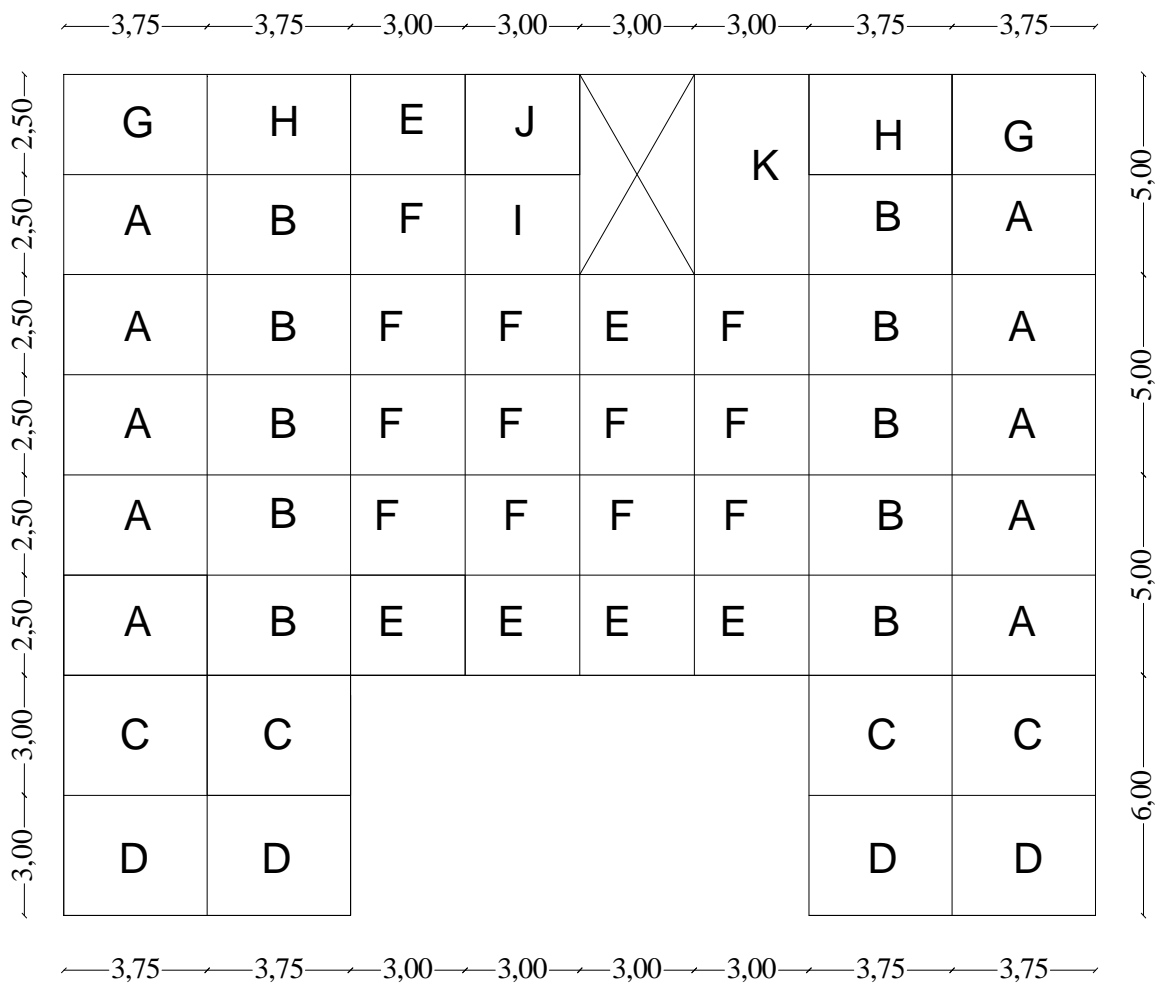 3,75 3,75 3,00 3,00 3,00 3,00 3,75 3,75
2,50 G H E J K H G 5,00
2,50 A B F I B A
2,50 A B F F E F B A 5,00
2,50 A B F F F F B A
2,50 A B F F F F B A 5,00
2,50 A B E E E E B A
3,00 C C C C 6,00
3,00 D D D D
3,75 3,75 3,00 3,00 3,00 3,00 3,75 3,75